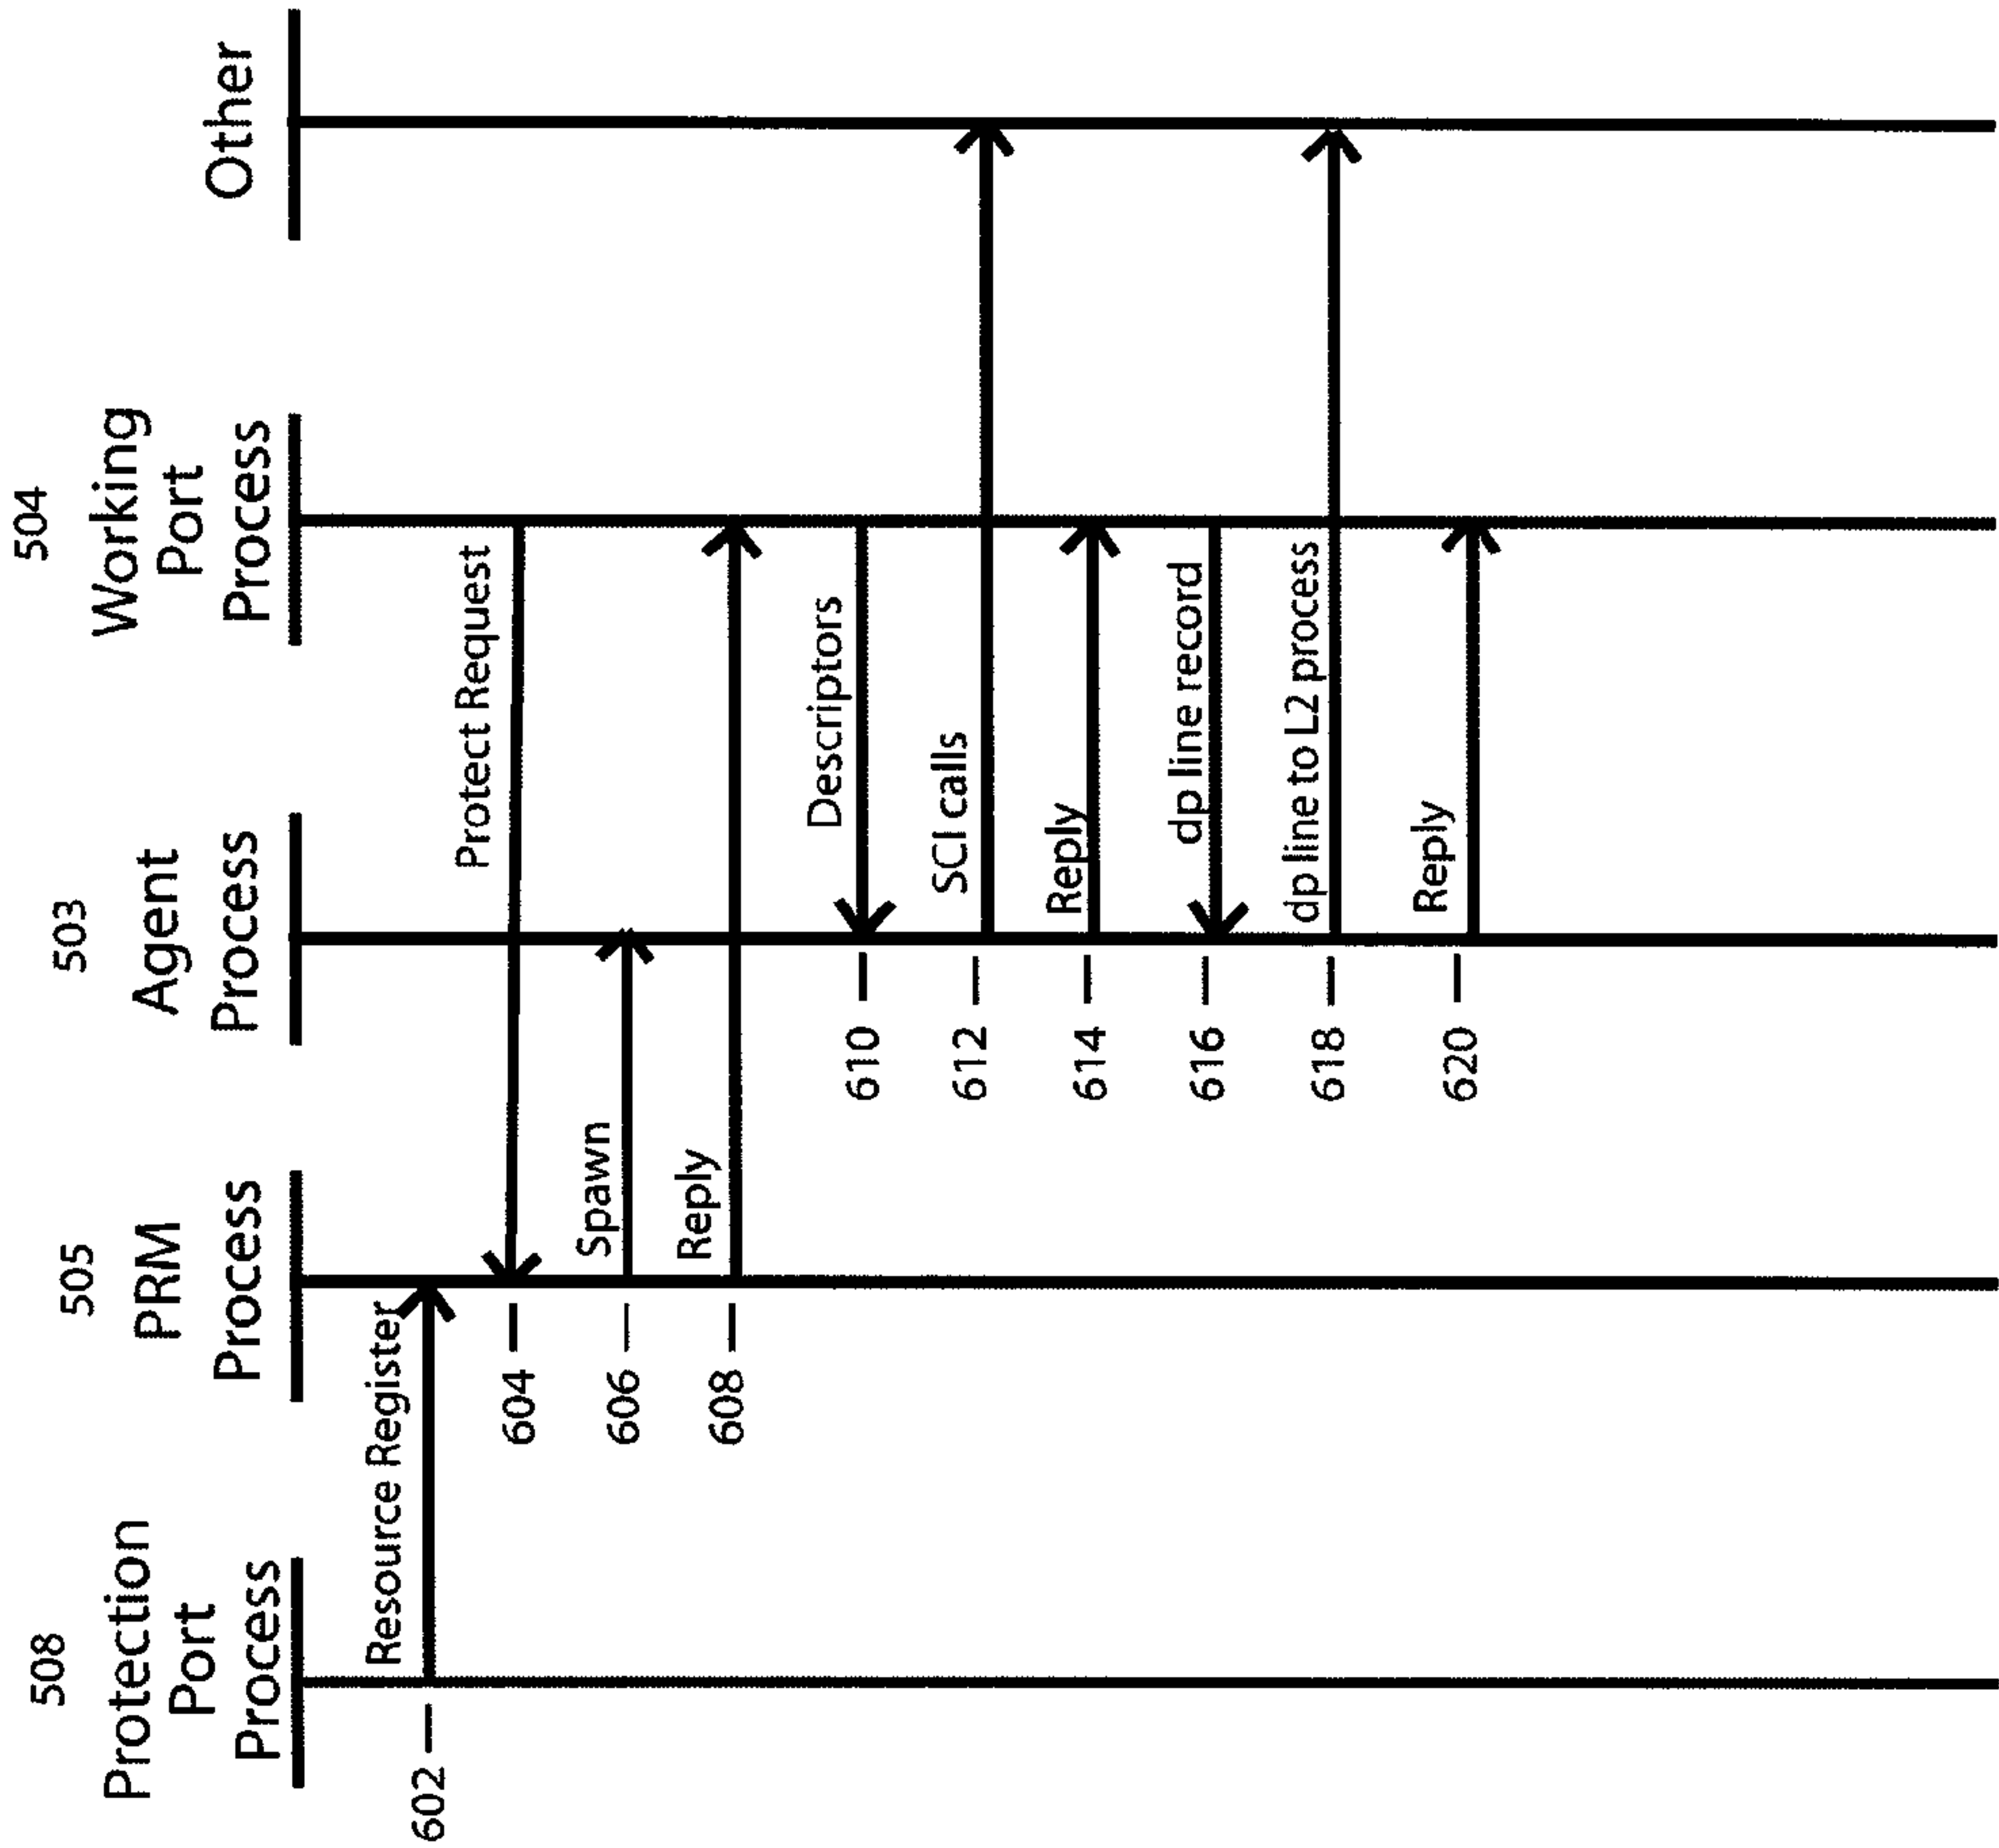 508
Protection
Port
Process
505
PRM
Process
503
Agent
Process
504
Working
Port
Process
Other
602
Resource Register
604
Protect Request
606
Spawn
608
Reply
610
Descriptors
612
SCI calls
614
Reply
616
dp line record
618
dp line to L2 process
620
Reply